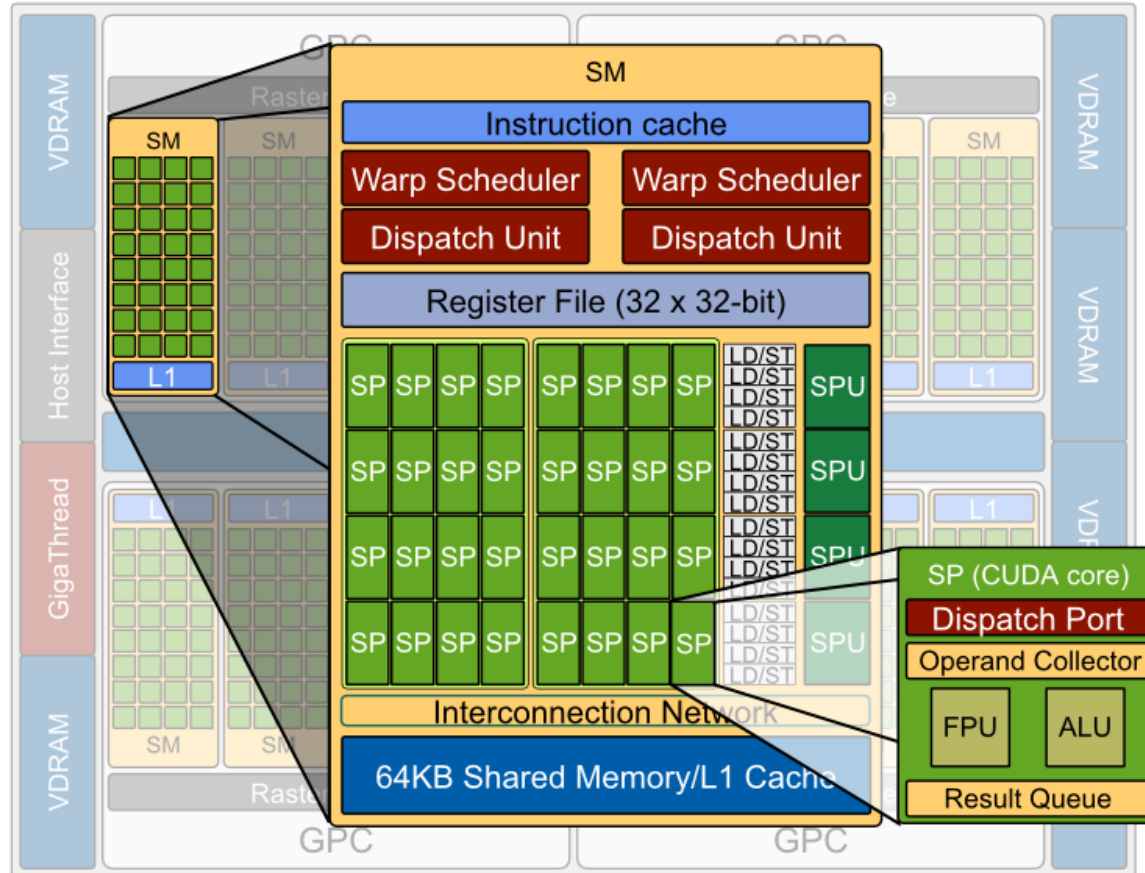 GPC
GPC
VDRAM
VDRAM
Raster
e
SM
SM
SM
SM
Instruction cache
Warp Scheduler
Warp Scheduler
Dispatch Unit
Dispatch Unit
Register File (32 x 32-bit)
Host Interface
VDRAM
L1
L1
L1
SP SP SP SP SP SP SP SP LD/ST LD/ST LD/ST LD/ST SPU
SP SP SP SP SP SP SP SP LD/ST LD/ST LD/ST LD/ST SPU
SP SP SP SP SP SP SP SP LD/ST LD/ST LD/ST LD/ST SPU
SP SP SP SP SP SP SP SP LD/ST LD/ST LD/ST LD/ST SPU
GigaThread
L1
L1
L1
Interconnection Network
64KB Shared Memory/L1 Cache
SP (CUDA core)
Dispatch Port
Operand Collector
FPU
ALU
Result Queue
VDRAM
SM
SM
Raster
e
GPC
GPC